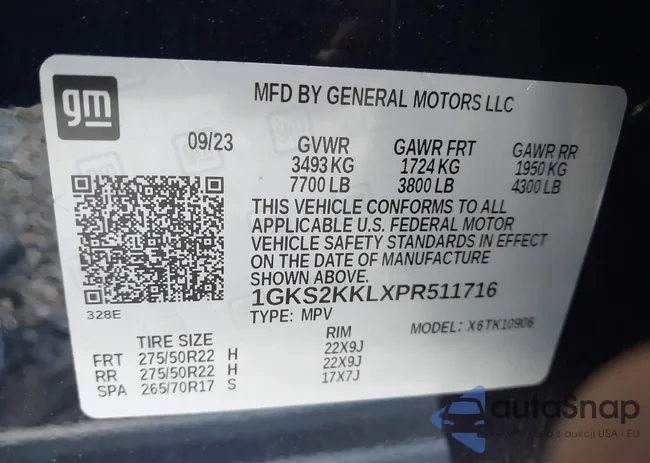 gm
MFD BY GENERAL MOTORS LLC
09/23 GVWR GAWR FRT GAWR RR
3493 KG 1724 KG 1950 KG
7700 LB 3800 LB 4300 LB
THIS VEHICLE CONFORMS TO ALL
APPLICABLE U.S. FEDERAL MOTOR
VEHICLE SAFETY STANDARDS IN EFFECT
ON THE DATE OF MANUFACTURE
SHOWN ABOVE.
1GKS2KKLXPR511716
328E
TYPE: MPV MODEL: X6TK10906
TIRE SIZE RIM
FRT 275/50R22 H 22X9J
RR 275/50R22 H 22X9J
SPA 265/70R17 S 17X7J
autoSnap
z aukcji USA - EU